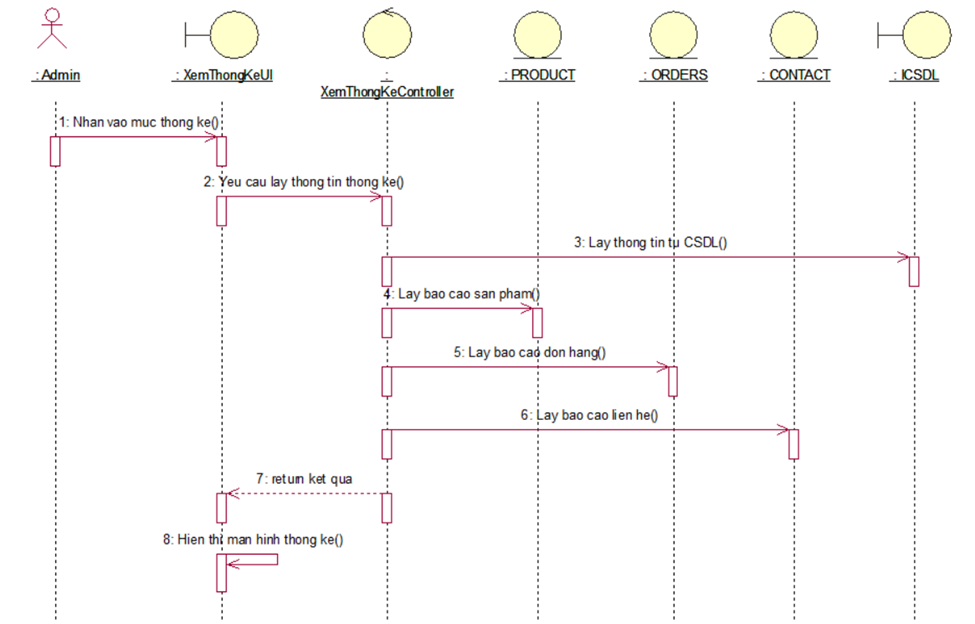 : Admin
: XemThongKeUI
:
XemThongKeController
: PRODUCT
: ORDERS
: CONTACT
: ICSDL
1: Nhan vao muc thong ke()
2: Yeu cau lay thong tin thong ke()
3: Lay thong tin tu CSDL()
4: Lay bao cao san pham()
5: Lay bao cao don hang()
6: Lay bao cao lien he()
7: return ket qua
8: Hien thi man hinh thong ke()